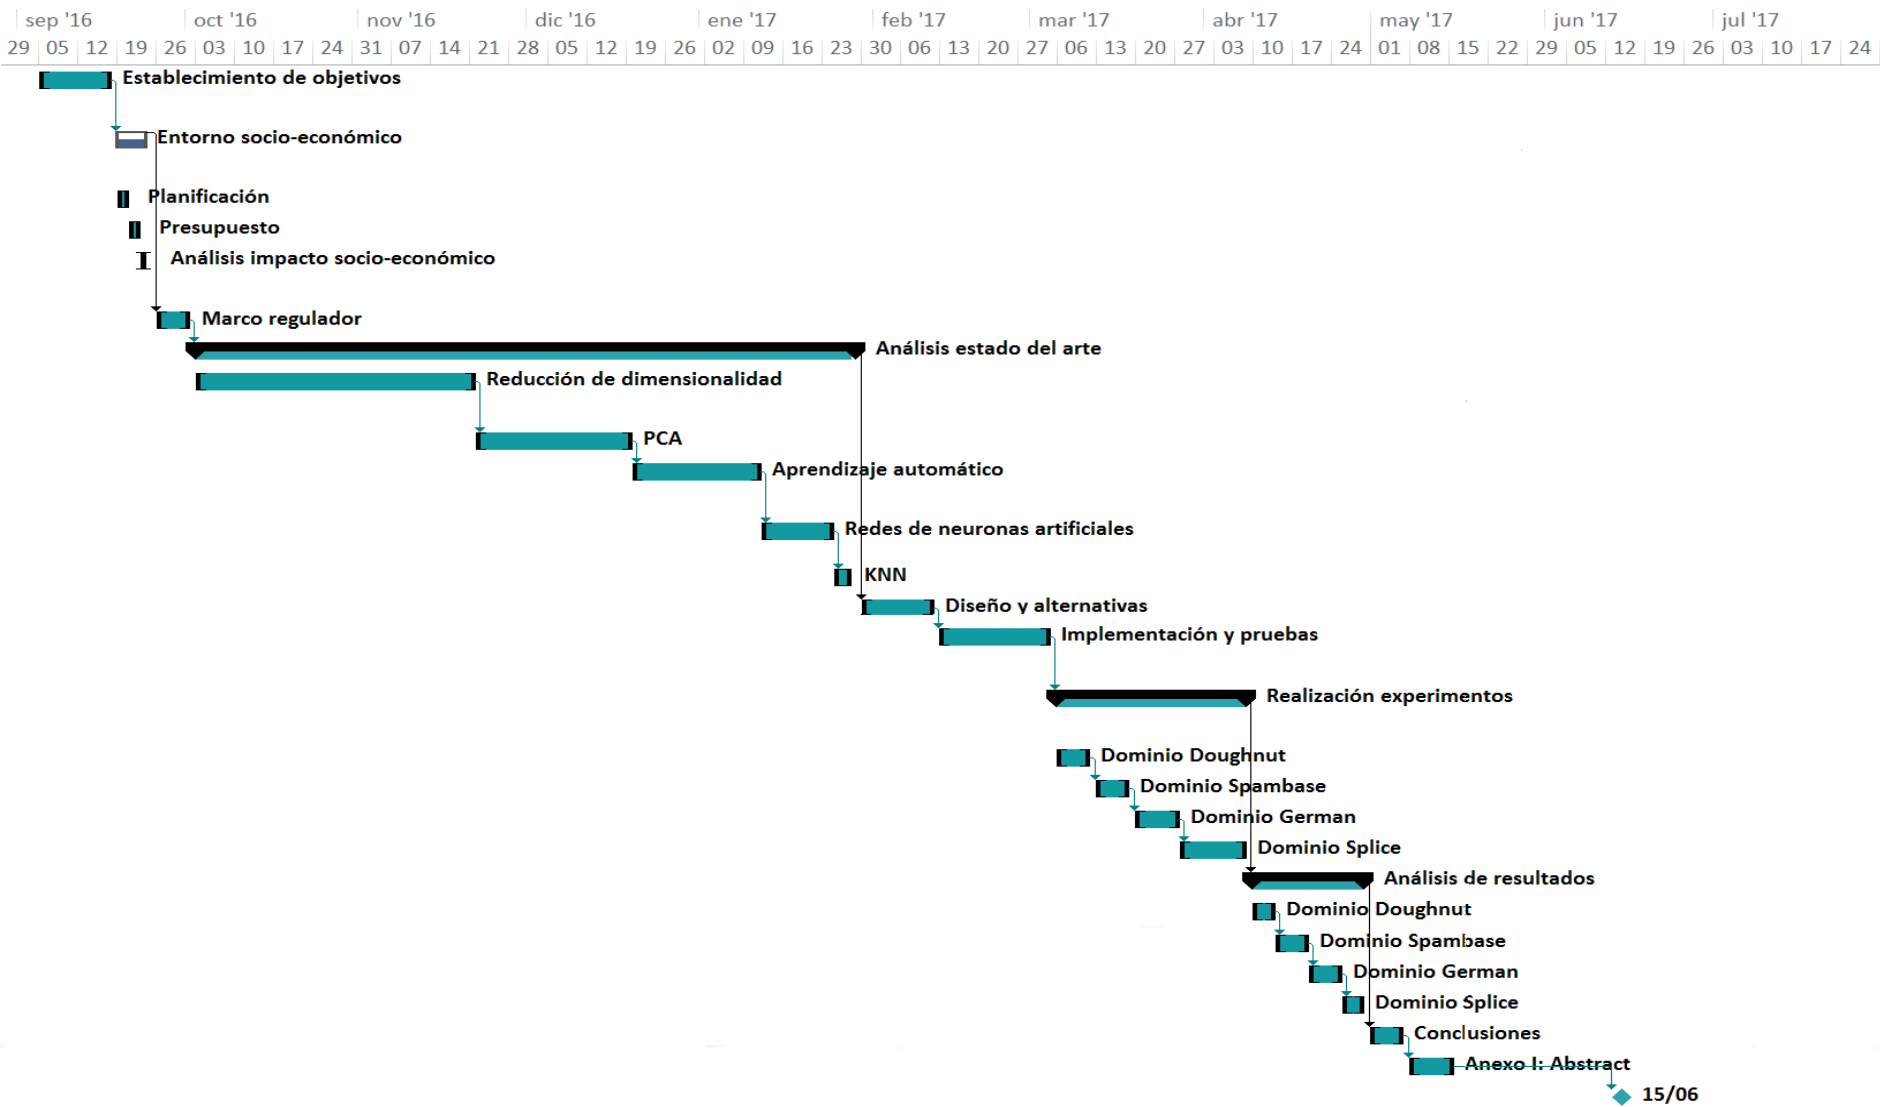 sep '16 oct '16 nov '16 dic '16 ene '17 feb '17 mar '17 abr '17 may '17 jun '17 jul '17
29 05 12 19 26 03 10 17 24 31 07 14 21 28 05 12 19 26 02 09 16 23 30 06 13 20 27 06 13 20 27 03 10 17 24 01 08 15 22 29 05 12 19 26 03 10 17 24
Establecimiento de objetivos
Entorno socio-económico
Planificación
Presupuesto
Análisis impacto socio-económico
Marco regulador
Análisis estado del arte
Reducción de dimensionalidad
PCA
Aprendizaje automático
Redes de neuronas artificiales
KNN
Diseño y alternativas
Implementación y pruebas
Realización experimentos
Dominio Doughnut
Dominio Spambase
Dominio German
Dominio Splice
Análisis de resultados
Dominio Doughnut
Dominio Spambase
Dominio German
Dominio Splice
Conclusiones
Anexo I: Abstract
15/06